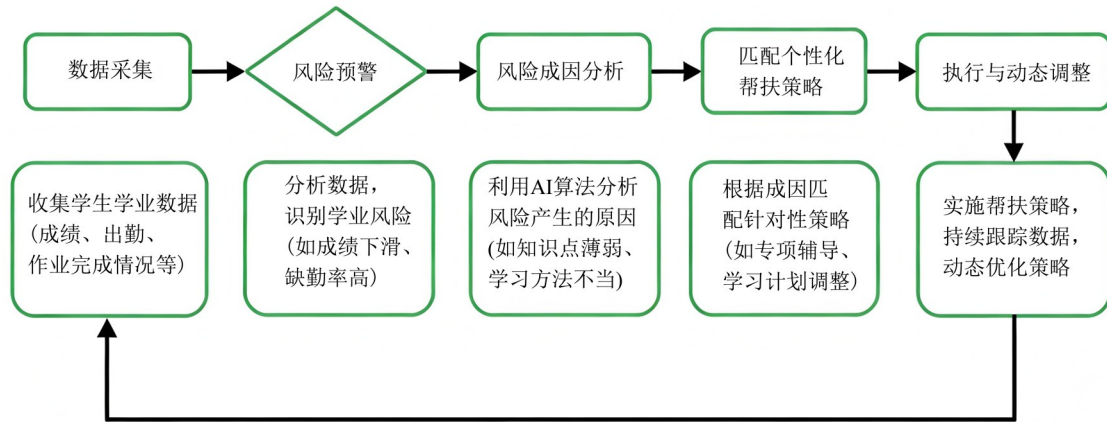 数据采集
风险预警
风险成因分析
匹配个性化
帮扶策略
执行与动态调整
收集学生学业数据
(成绩、出勤、
作业完成情况等)
分析数据，
识别学业风险
(如成绩下滑、
缺勤率高)
利用AI算法分析
风险产生的原因
(如知识点薄弱、
学习方法不当)
根据成因匹
配针对性策略
(如专项辅导、
学习计划调整)
实施帮扶策略，
持续跟踪数据，
动态优化策略